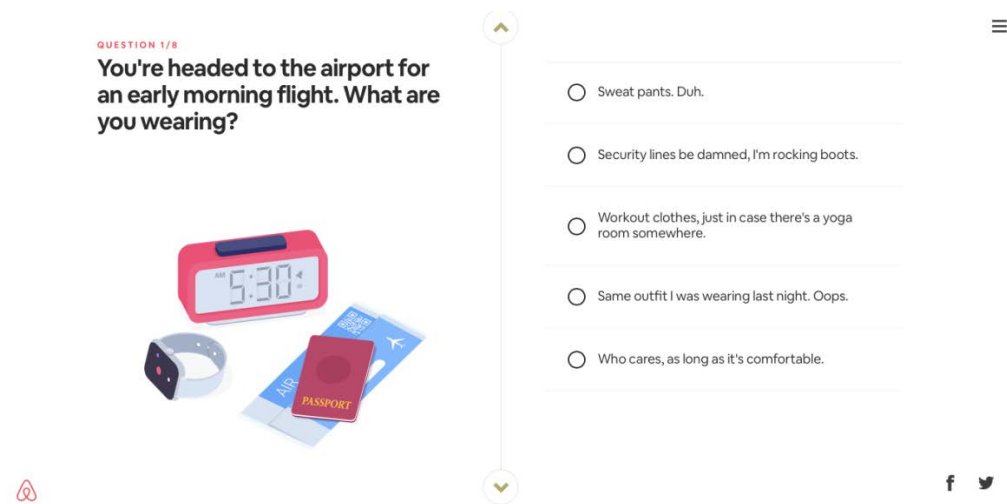 QUESTION 1/8
You're headed to the airport for
an early morning flight. What are
you wearing?
AM
5:30
AIR
PASSPORT
Sweat pants. Duh.
Security lines be damned, I'm rocking boots.
Workout clothes, just in case there's a yoga
room somewhere.
Same outfit I was wearing last night. Oops.
Who cares, as long as it's comfortable.